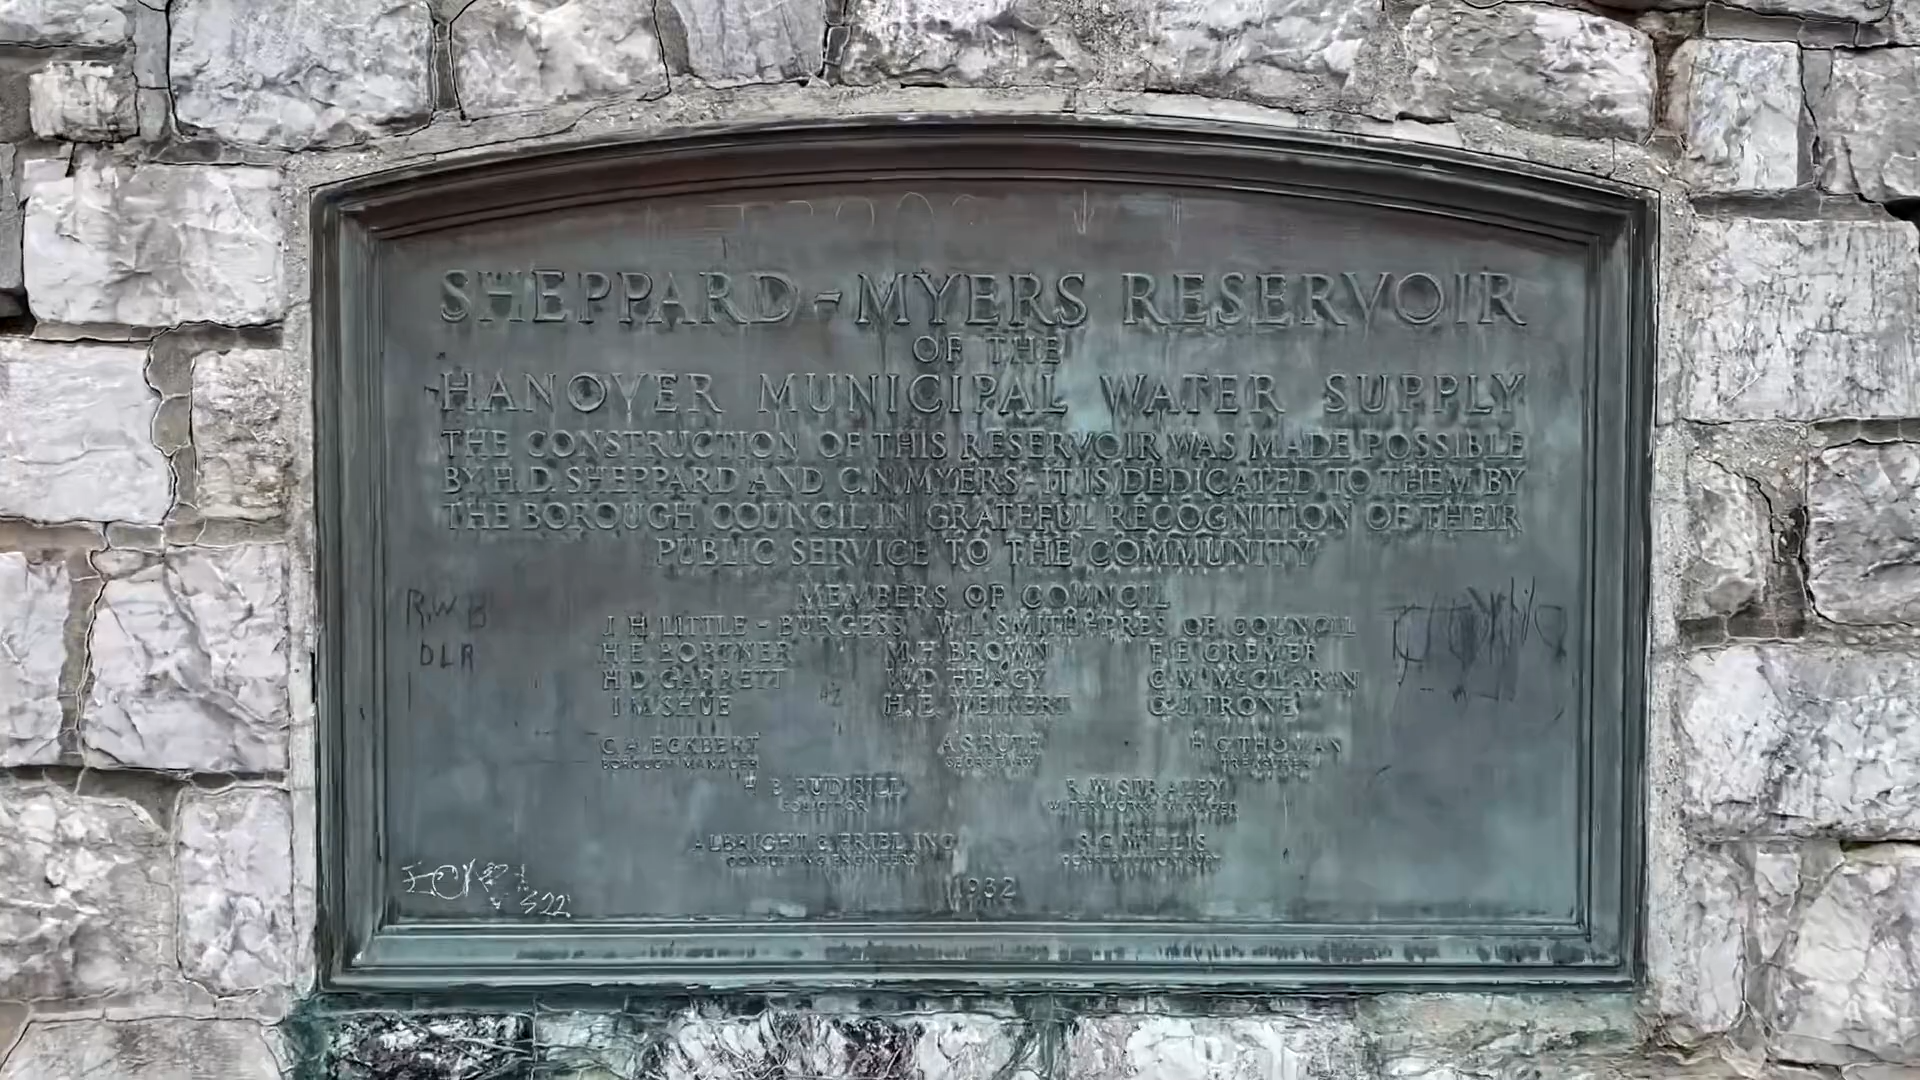 SHEPPARD-MYERS RESERVOIR
OF THE
HANOVER MUNICIPAL WATER SUPPLY
THE CONSTRUCTION OF THIS RESERVOIR WAS MADE POSSIBLE
BY H.D. SHEPPARD AND C.N. MYERS - IT IS DEDICATED TO THEM BY
THE BOROUGH COUNCIL IN GRATEFUL RECOGNITION OF THEIR
PUBLIC SERVICE TO THE COMMUNITY
MEMBERS OF COUNCIL
J H LITTLE - BURGESS W.L. SMITH - PRES OF COUNCIL
H.E. BORTNER M.H. BROWN F.E. CREMER
H D GARRETT W.D HEAGY C M McCLARIN
I M SHUE H.E. WEIKERT G.J. TRONE
C.A. ECKBERT A.S. RUTH H G THOMAN
BOROUGH MANAGER SECRETARY TREASURER
RUDISILL R W STRALEY
SOLICITOR WATER WORKS MANAGER
ALBRIGHT & FRIEL INC S.C. WILLIS
CONSULTING ENGINEERS
1932
R.W B
DLR
522